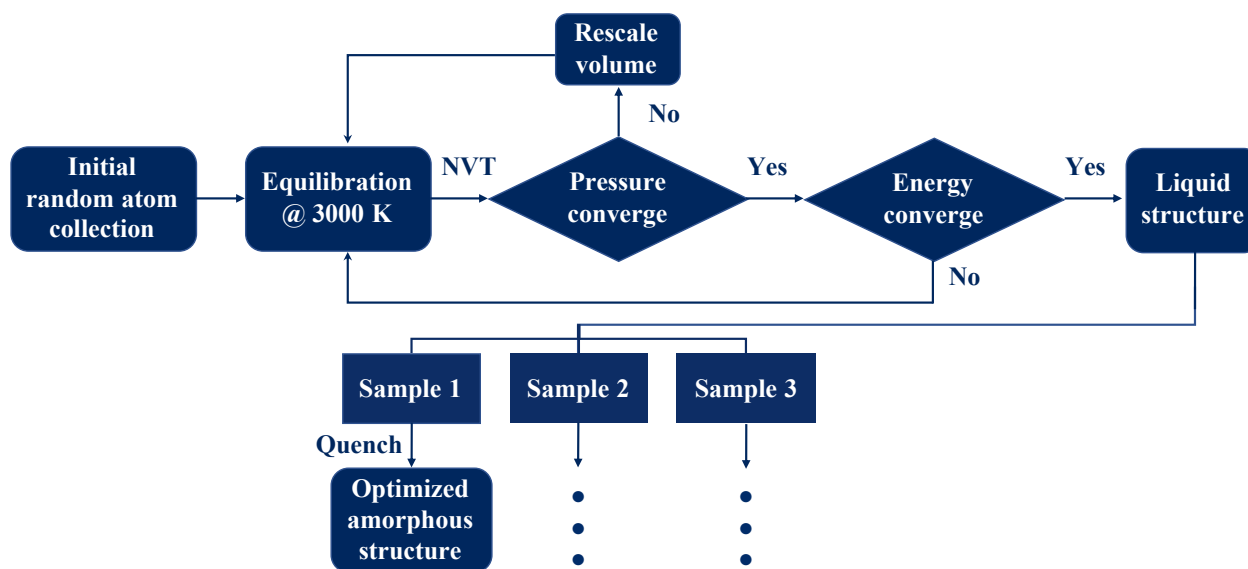 Rescale
volume
No
Initial
random atom
collection
Equilibration
@ 3000 K
NVT
Pressure
converge
Yes
Energy
converge
Yes
Liquid
structure
No
Sample 1
Sample 2
Sample 3
Quench
Optimized
amorphous
structure